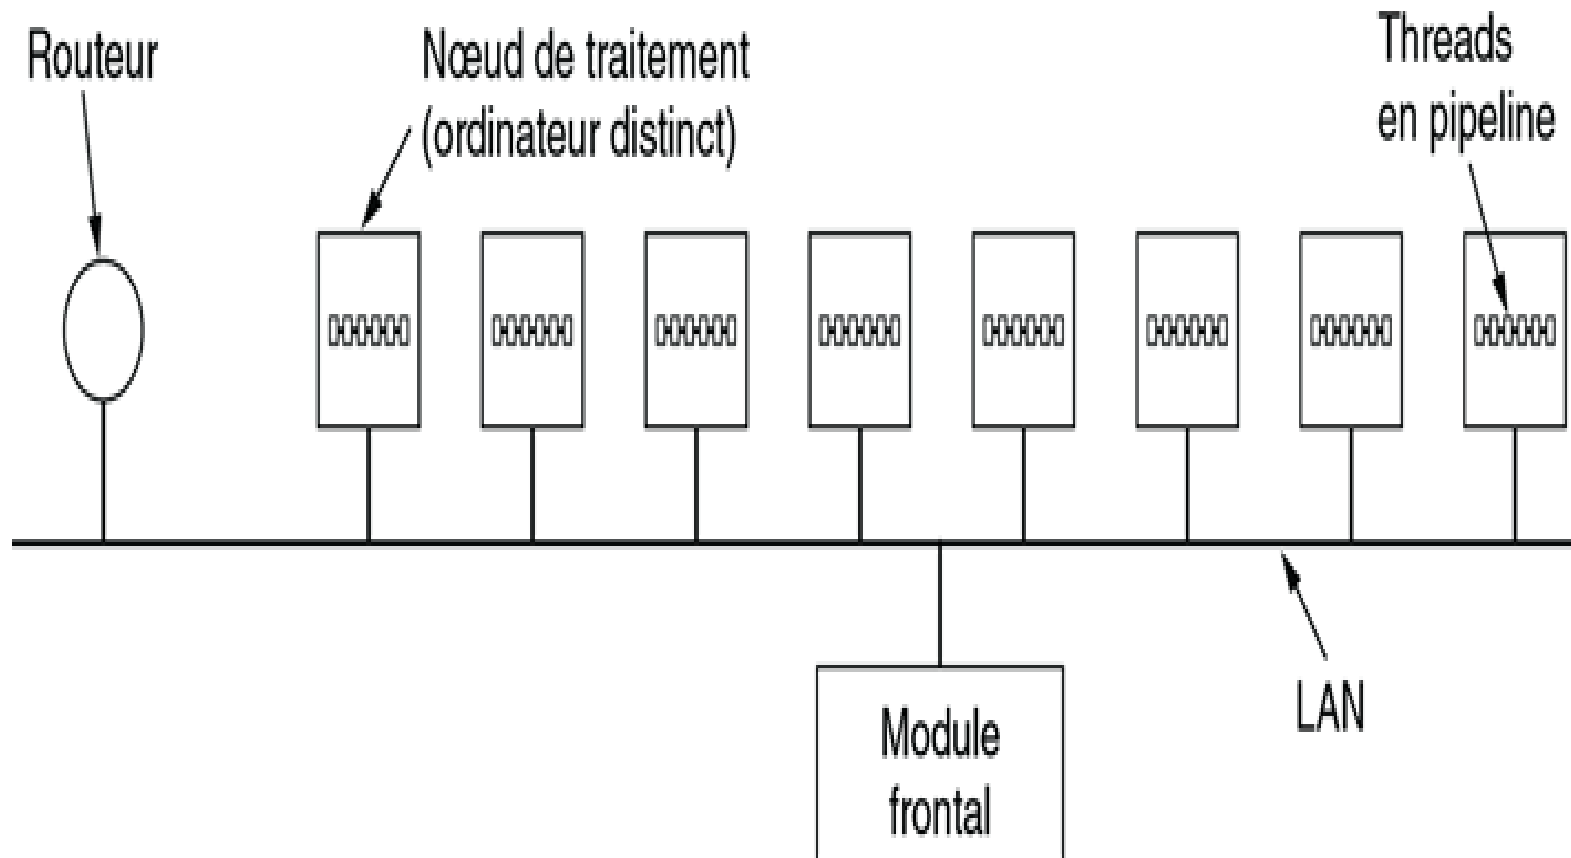 Routeur
Nœud de traitement
(ordinateur distinct)
Threads
en pipeline
LAN
Module
frontal